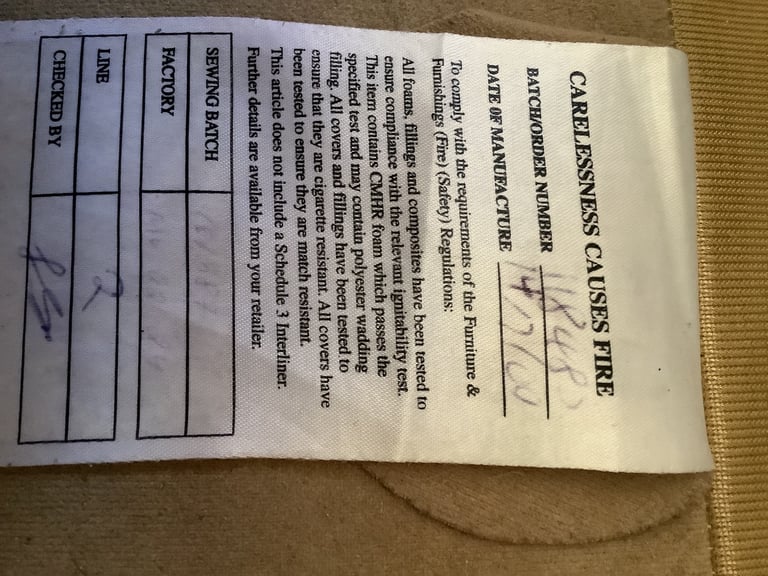 CARELESSNESS CAUSES FIRE
BATCH/ORDER NUMBER
DATE OF MANUFACTURE
To comply with the requirements of the Furniture &
Furnishings (Fire) (Safety) Regulations:
All foams, fillings and composites have been tested to
ensure compliance with the relevant ignitability test.
This item contains CMHR foam which passes the
specified test and may contain polyester wadding
filling. All covers and fillings have been tested to
ensure that they are cigarette resistant. All covers have
been tested to ensure they are match resistant.
This article does not include a Schedule 3 Interliner.
Further details are available from your retailer.
SEWING BATCH
FACTORY
LINE 2
CHECKED BY